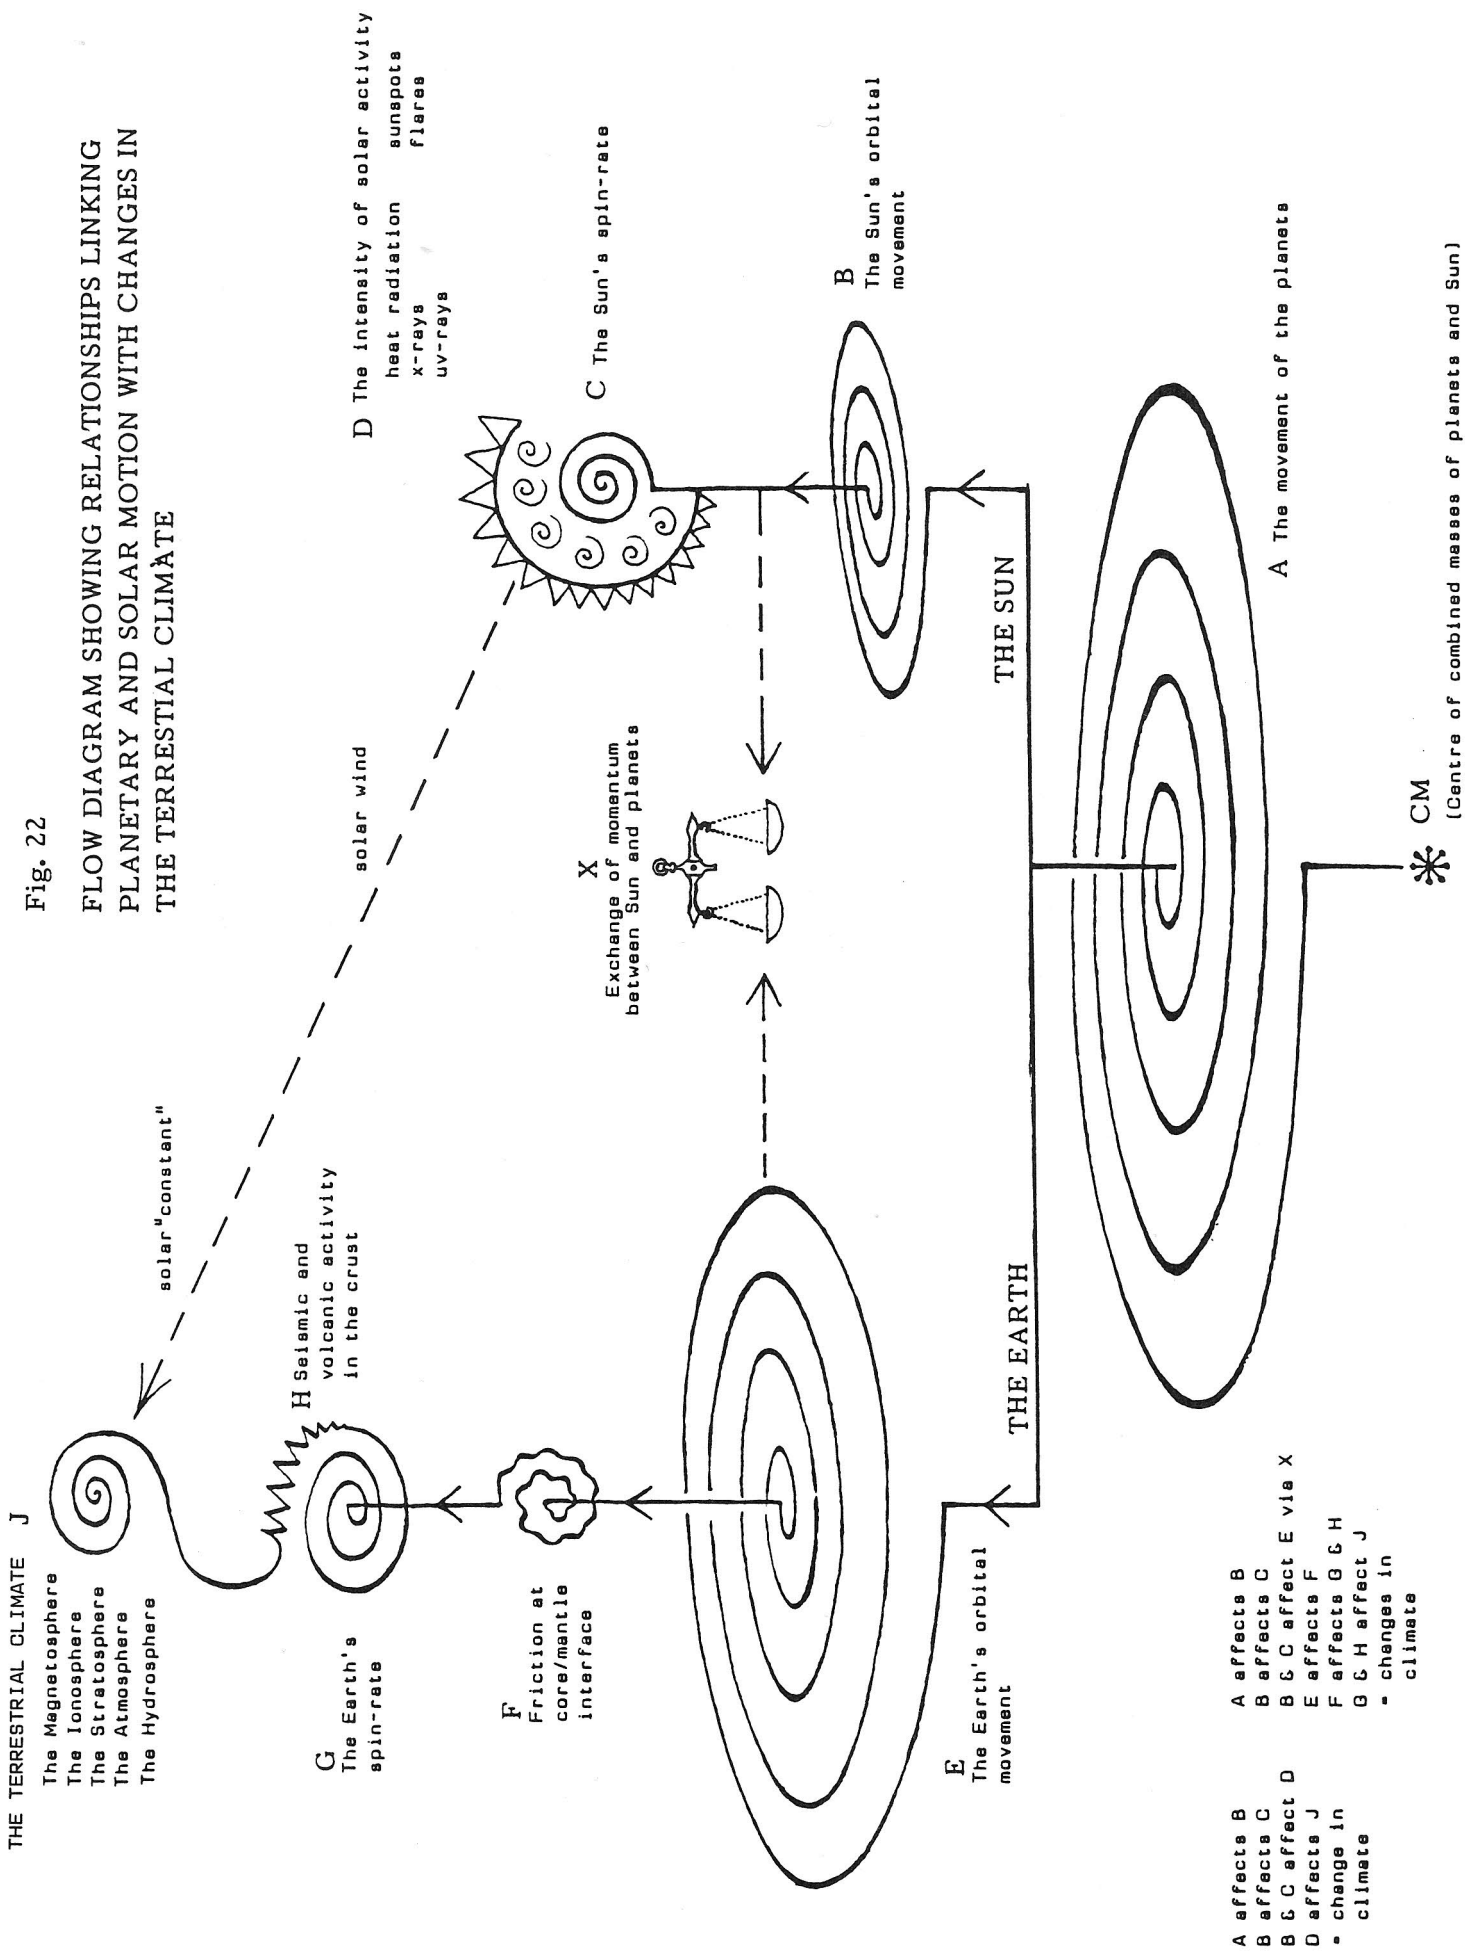 Fig. 22
FLOW DIAGRAM SHOWING RELATIONSHIPS LINKING
PLANETARY AND SOLAR MOTION WITH CHANGES IN
THE TERRESTIAL CLIMATE
THE TERRESTRIAL CLIMATE J
The Magnetosphere
The Ionosphere
The Stratosphere
The Atmosphere
The Hydrosphere
solar "constant"
solar wind
D The intensity of solar activity
heat radiation sunspots
x-rays flares
uv-rays
H Seismic and
volcanic activity
in the crust
G
The Earth's
spin-rate
C The Sun's spin-rate
F
Friction at
core/mantle
interface
X
Exchange of momentum
between Sun and planets
B
The Sun's orbital
movement
E
The Earth's orbital
movement
THE EARTH
THE SUN
A The movement of the planets
A affects B
B affects C
B & C affect D
D affects J
= change in
climate
A affects B
B affects C
B & C affect E via X
E affects F
F affects G & H
G & H affect J
= changes in
climate
CM
(Centre of combined masses of planets and Sun)